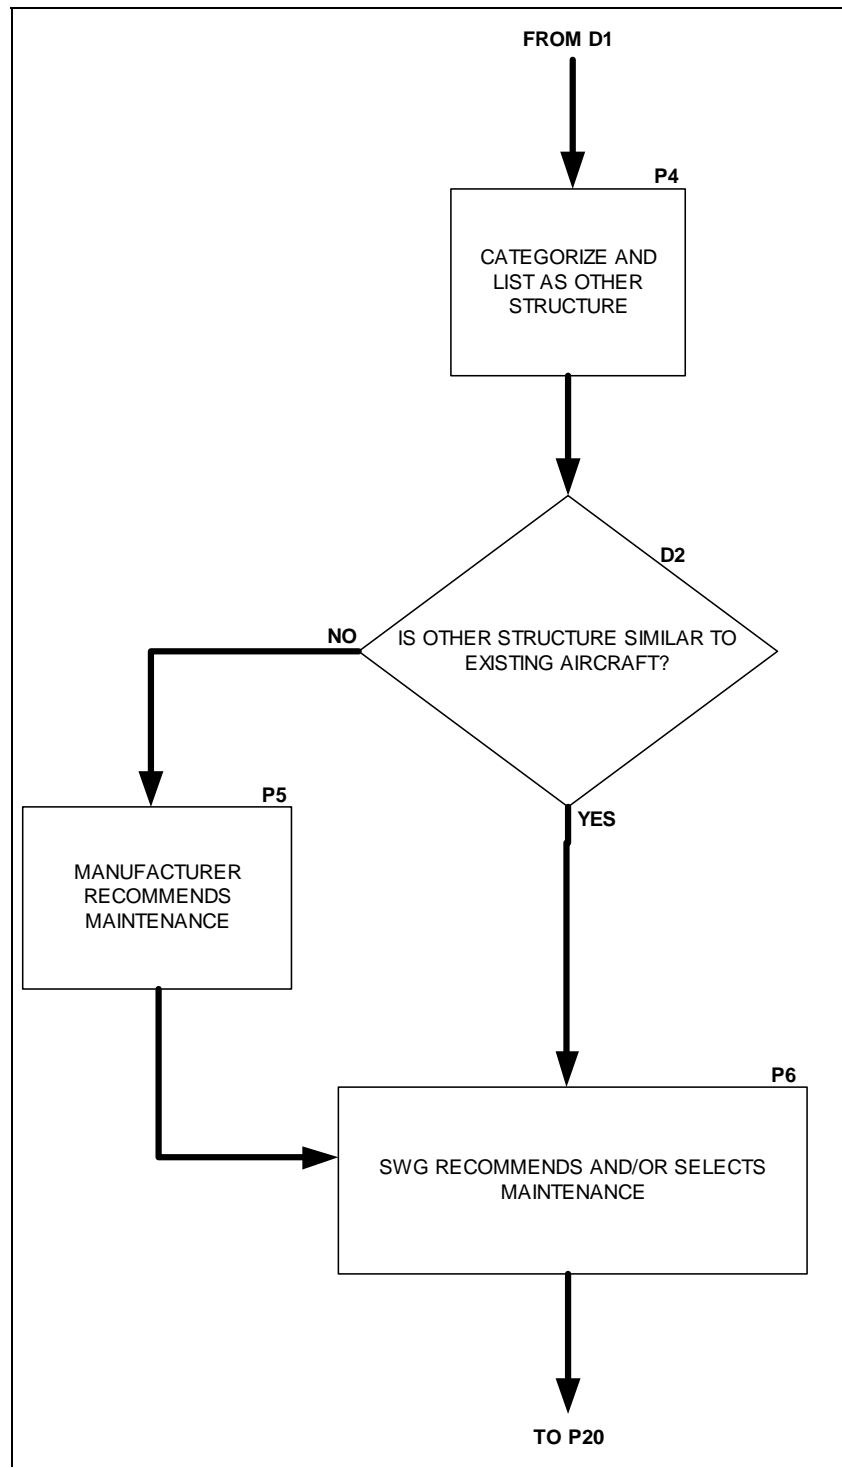 FROM D1
P4
CATEGORIZE AND
LIST AS OTHER
STRUCTURE
D2
NO
IS OTHER STRUCTURE SIMILAR TO
EXISTING AIRCRAFT?
P5
YES
MANUFACTURER
RECOMMENDS
MAINTENANCE
P6
SWG RECOMMENDS AND/OR SELECTS
MAINTENANCE
TO P20